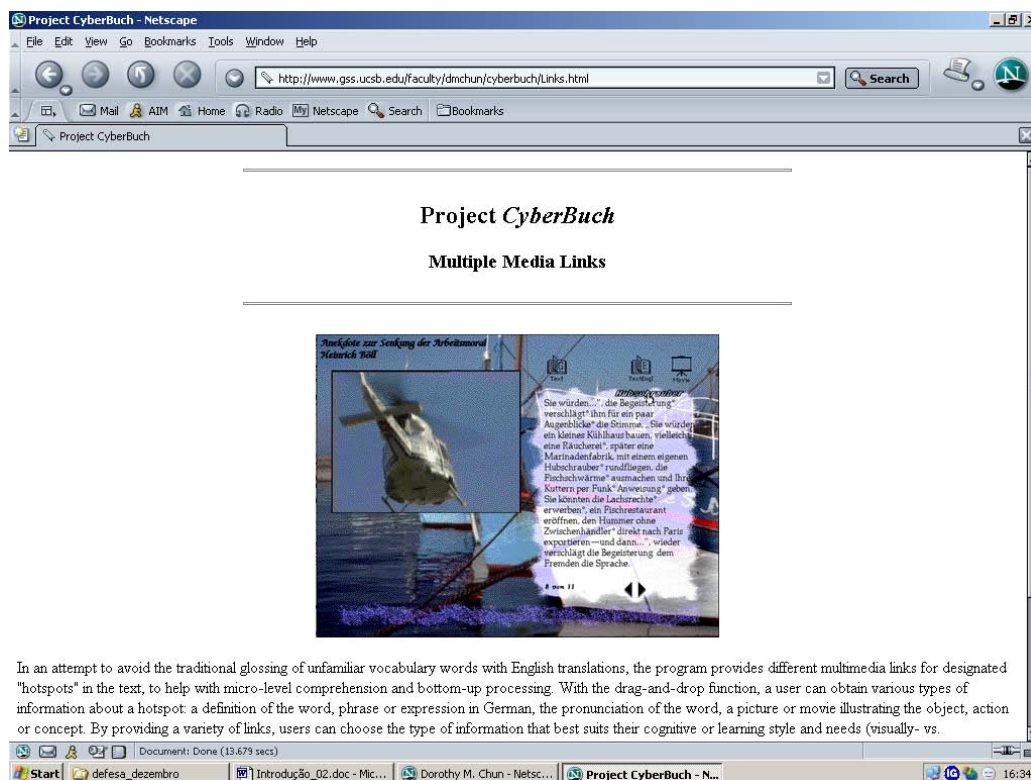 Project CyberBuch - Netscape
File Edit View Go Bookmarks Tools Window Help
http://www.gss.ucsb.edu/faculty/dmchun/cyberbuch/Links.html
Search
Mail AIM Home Radio My Netscape Search Bookmarks
Project CyberBuch
Project CyberBuch
Multiple Media Links
Anekdote zur Senkung der Arbeitsmoral
Heinrich Böll
Text TextEngl Movie
Hubschrauber
Sie würden...", die Begeisterung°
verschlägt° ihm für ein paar
Augenblicke° die Stimme, „Sie würden
ein kleines Kühlhaus bauen, vielleicht
eine Räucherei°, später eine
Marinadenfabrik, mit einem eigenen
Hubschrauber° rundfliegen, die
Fischschwärme° ausmachen und Ihren
Kuttern per Funk° Anweisung° geben.
Sie könnten die Lachsrechte°
erwerben°, ein Fischrestaurant
eröffnen, den Hummer ohne
Zwischenhändler° direkt nach Paris
exportieren—und dann...", wieder
verschlägt die Begeisterung dem
Fremden die Sprache.
8 von 11
In an attempt to avoid the traditional glossing of unfamiliar vocabulary words with English translations, the program provides different multimedia links for designated
"hotspots" in the text, to help with micro-level comprehension and bottom-up processing. With the drag-and-drop function, a user can obtain various types of
information about a hotspot: a definition of the word, phrase or expression in German, the pronunciation of the word, a picture or movie illustrating the object, action
or concept. By providing a variety of links, users can choose the type of information that best suits their cognitive or learning style and needs (visually- vs.
Document: Done (13.679 secs)
Start defesa_dezembro Introdução_02.doc - Mic... Dorothy M. Chun - Netsc... Project CyberBuch - N... iG 16:34